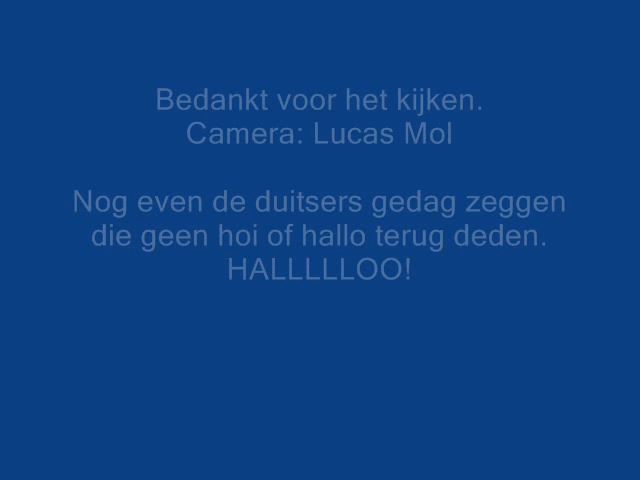 Bedankt voor het kijken.
Camera: Lucas Mol
Nog even de duitsers gedag zeggen
die geen hoi of hallo terug deden.
HALLLLLOO!